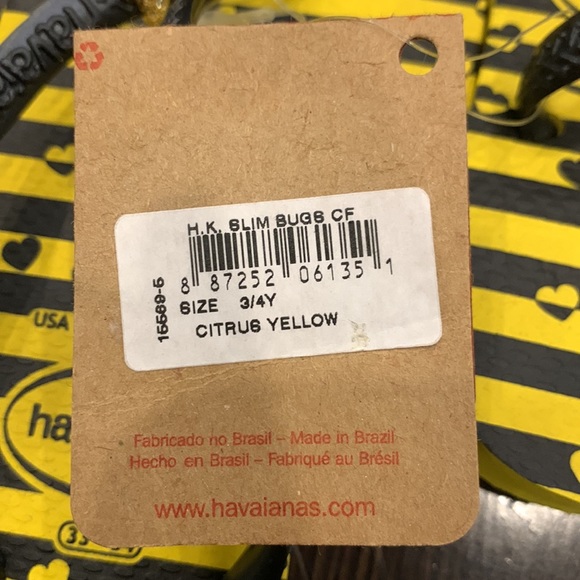 H.K. SLIM BUGS CF
8 87252 06135 1
15589-5
SIZE 3/4Y
CITRUS YELLOW
Fabricado no Brasil – Made in Brazil
Hecho en Brasil – Fabriqué au Brésil
www.havaianas.com
USA
ha